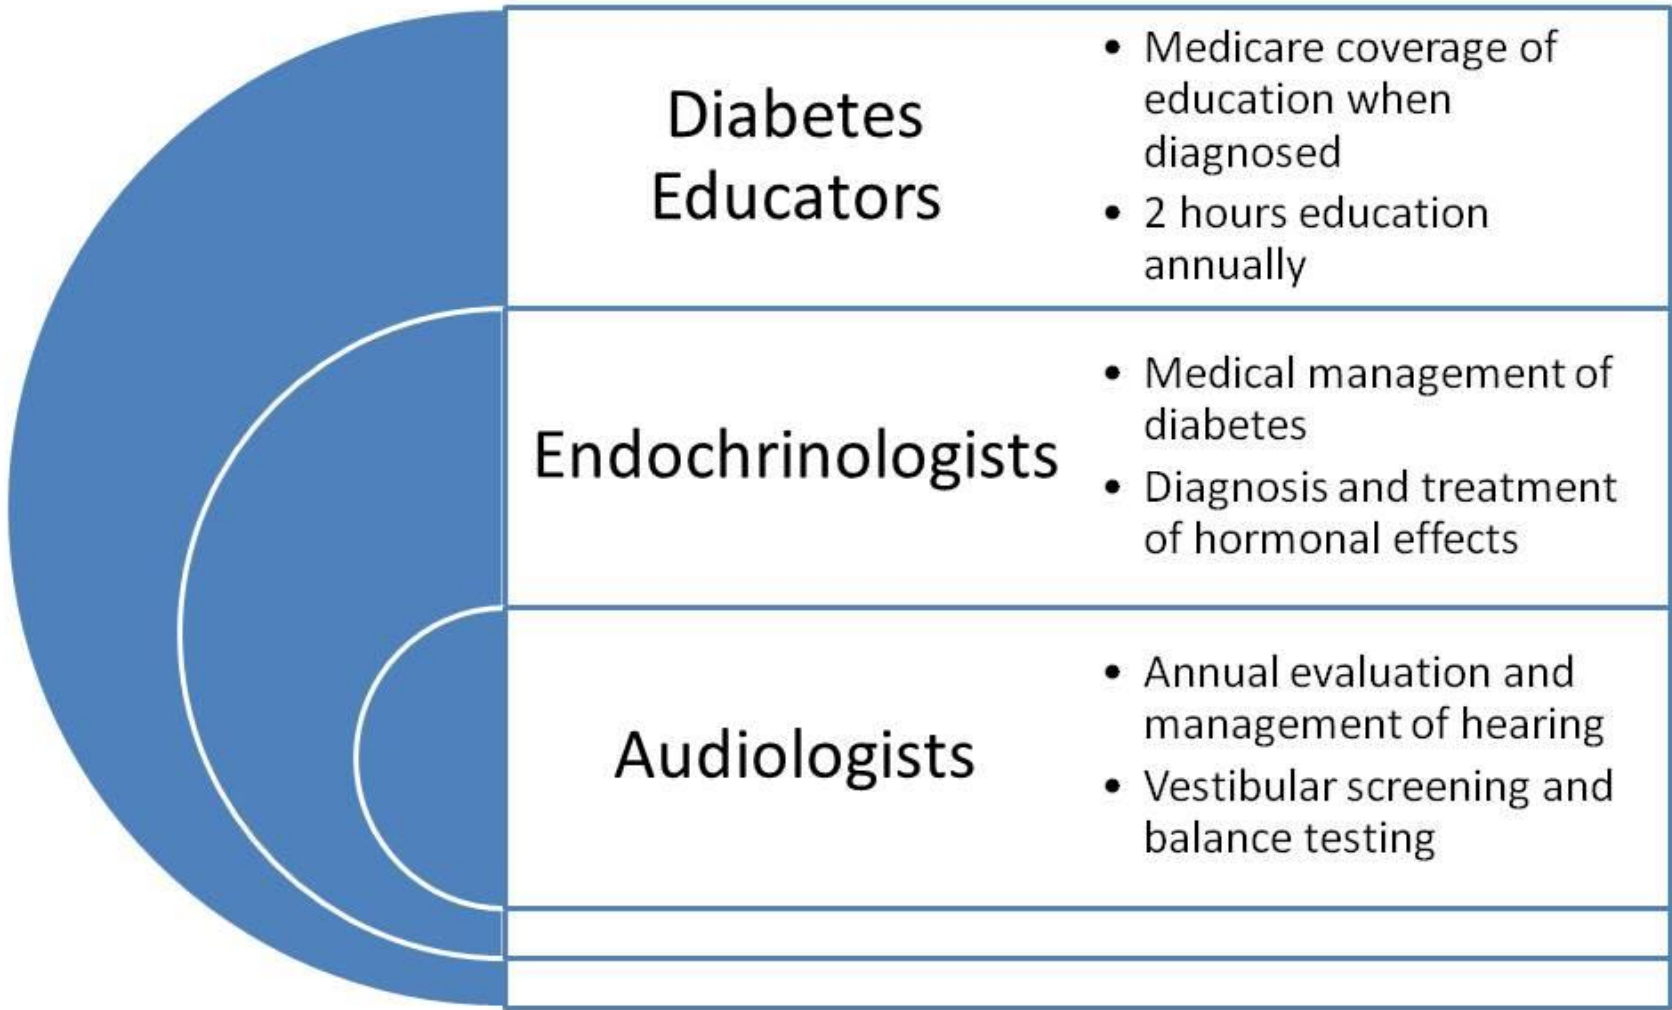 Diabetes
Educators
• Medicare coverage of
education when
diagnosed
• 2 hours education
annually
Endochrinologists
• Medical management of
diabetes
• Diagnosis and treatment
of hormonal effects
Audiologists
• Annual evaluation and
management of hearing
• Vestibular screening and
balance testing